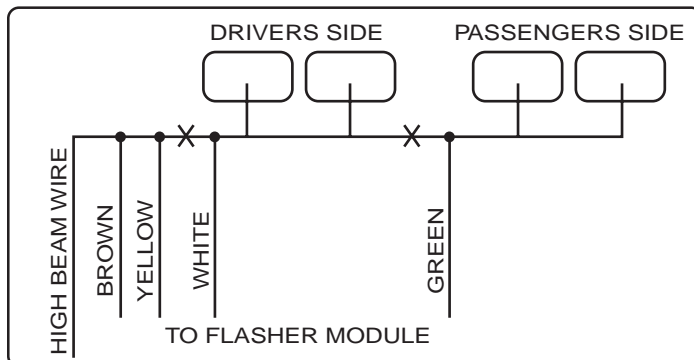 DRIVERS SIDE
PASSENGERS SIDE
HIGH BEAM WIRE
BROWN
YELLOW
WHITE
GREEN
TO FLASHER MODULE